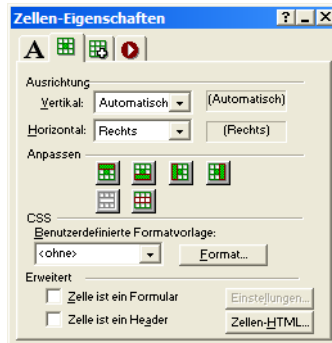 Zellen-Eigenschaften
A
Ausrichtung
Vertikal: Automatisch (Automatisch)
Horizontal: Rechts (Rechts)
Anpassen
CSS
Benutzerdefinierte Formatvorlage:
<ohne> Format...
Erweitert
Zelle ist ein Formular Einstellungen...
Zelle ist ein Header Zellen-HTML...